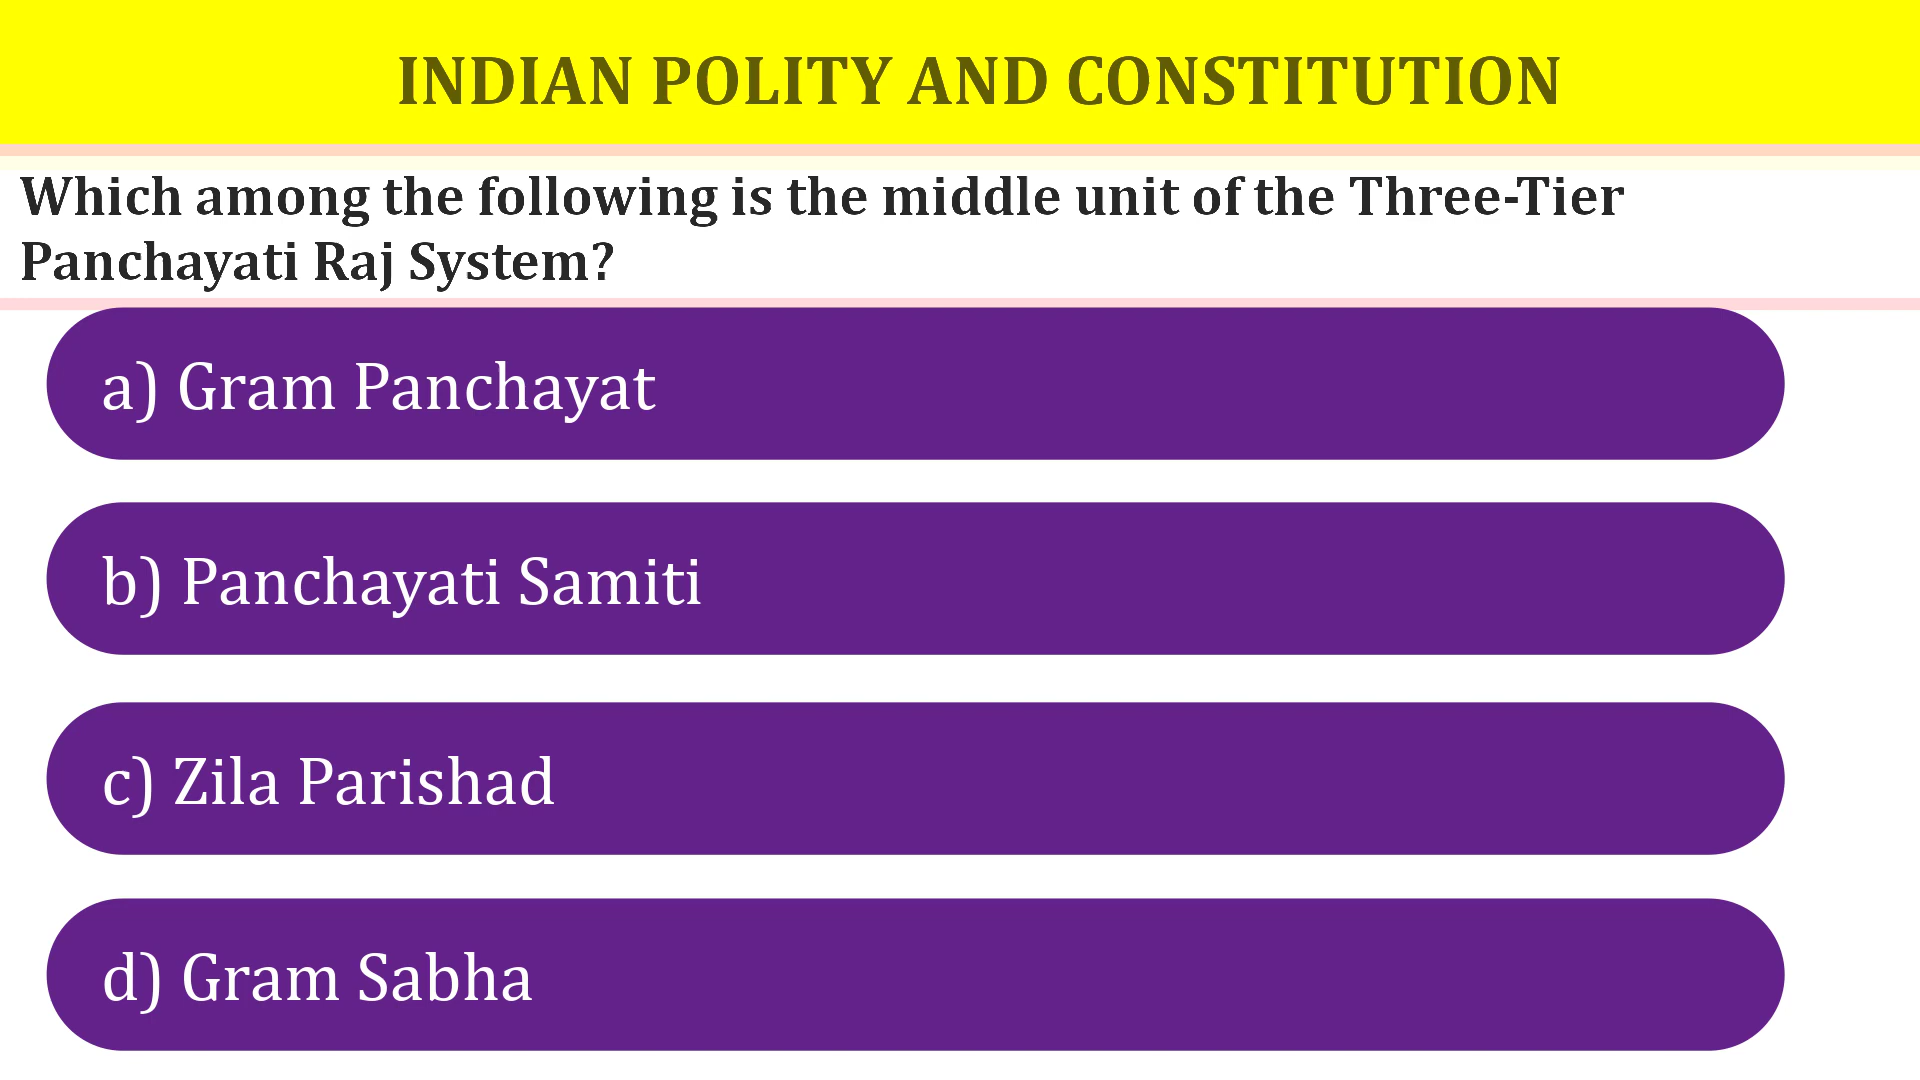 INDIAN POLITY AND CONSTITUTION
Which among the following is the middle unit of the Three-Tier
Panchayati Raj System?
a) Gram Panchayat
b) Panchayati Samiti
c) Zila Parishad
d) Gram Sabha